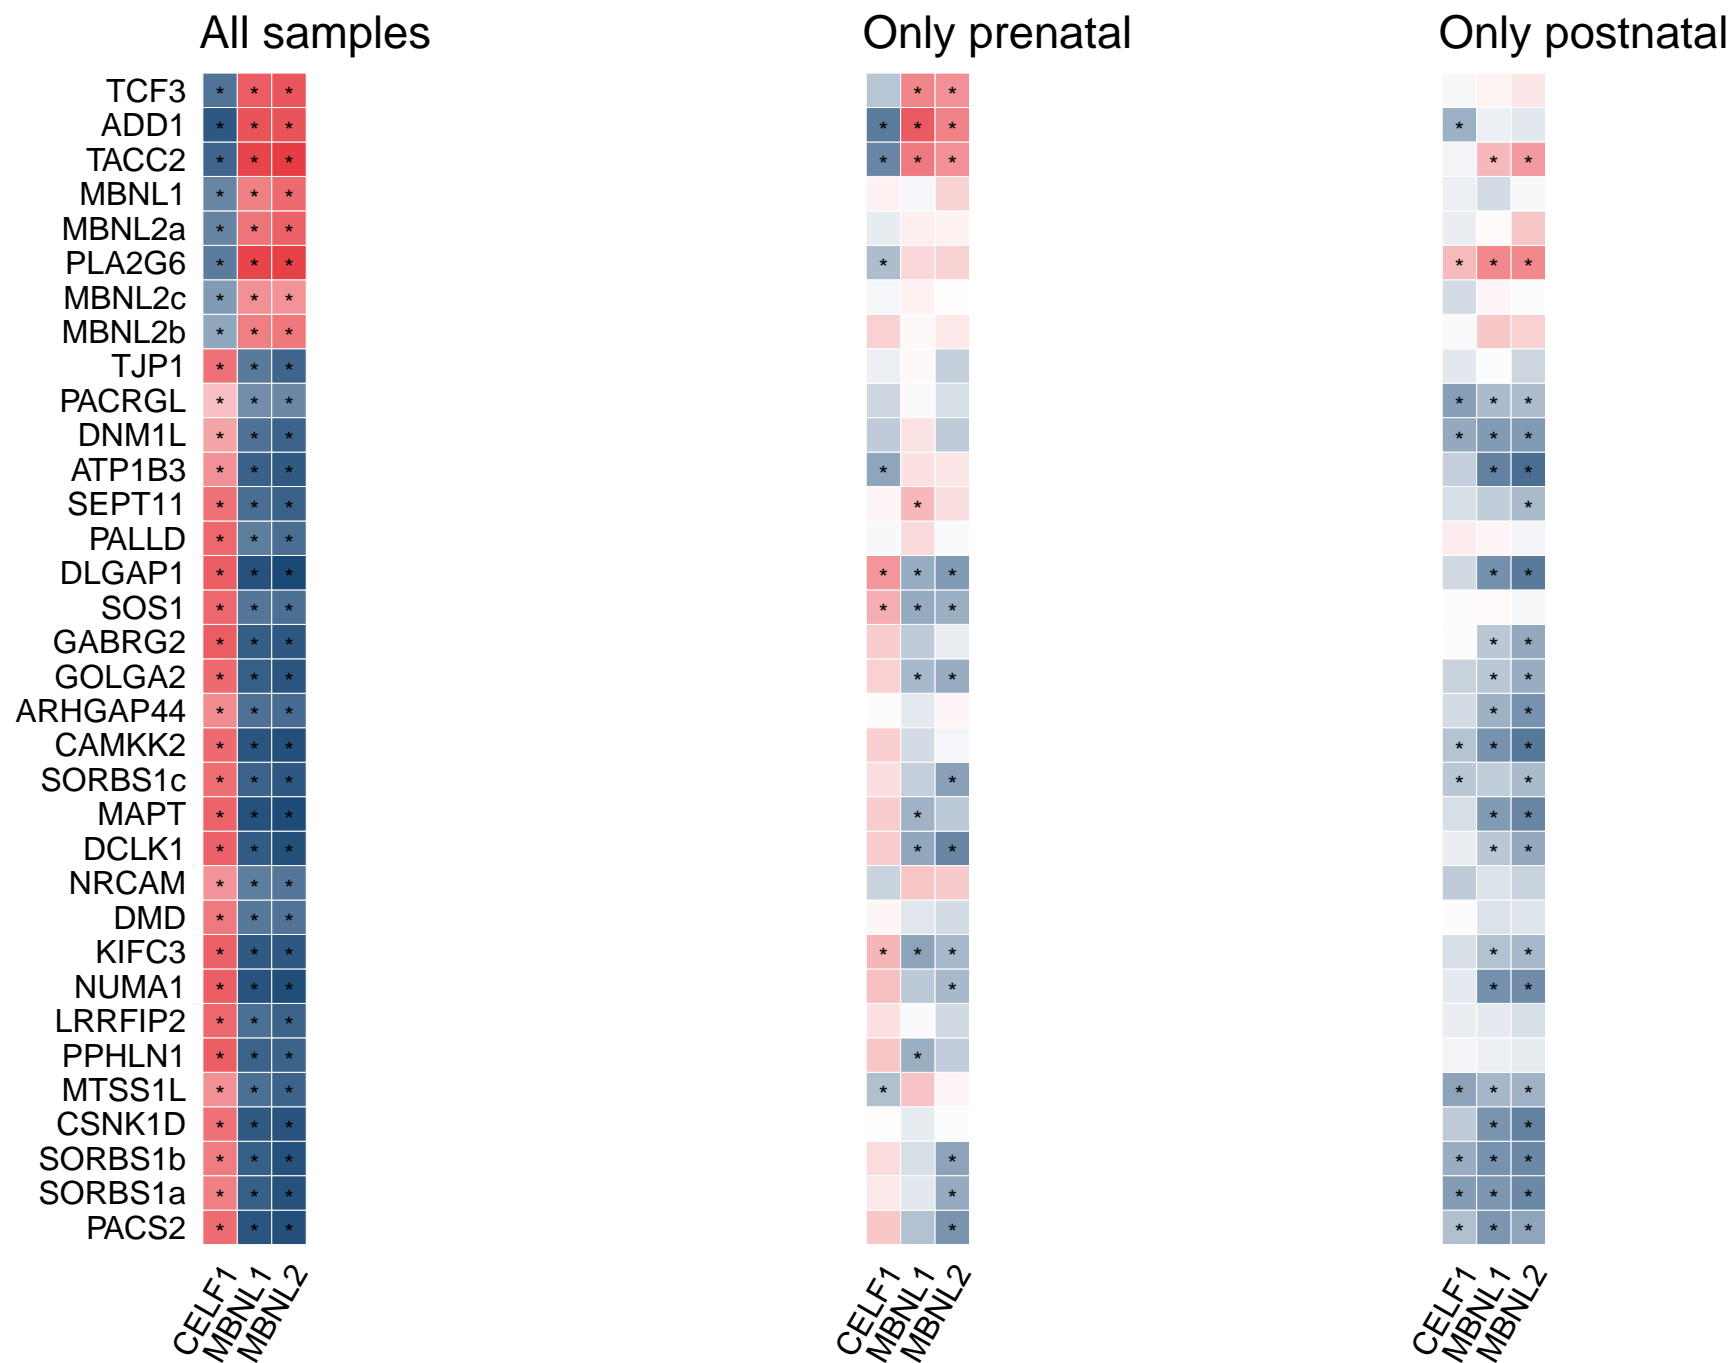 All samples
Only prenatal
Only postnatal
TCF3 * * * * * 
ADD1 * * * * * * *
TACC2 * * * * * * * *
MBNL1 * * *
MBNL2a * * *
PLA2G6 * * * * * * *
MBNL2c * * *
MBNL2b * * *
TJP1 * * *
PACRGL * * * * * *
DNM1L * * * * * *
ATP1B3 * * * * * *
SEPT11 * * * * *
PALLD * * *
DLGAP1 * * * * * * * *
SOS1 * * * * * *
GABRG2 * * * * *
GOLGA2 * * * * * * *
ARHGAP44 * * * * *
CAMKK2 * * * * * *
SORBS1c * * * * * *
MAPT * * * * * *
DCLK1 * * * * * * *
NRCAM * * *
DMD * * *
KIFC3 * * * * * * * *
NUMA1 * * * * * *
LRRFIP2 * * *
PPHLN1 * * * *
MTSS1L * * * * * * *
CSNK1D * * * * *
SORBS1b * * * * * * *
SORBS1a * * * * * * *
PACS2 * * * * * * *
CELF1
MBNL1
MBNL2
CELF1
MBNL1
MBNL2
CELF1
MBNL1
MBNL2